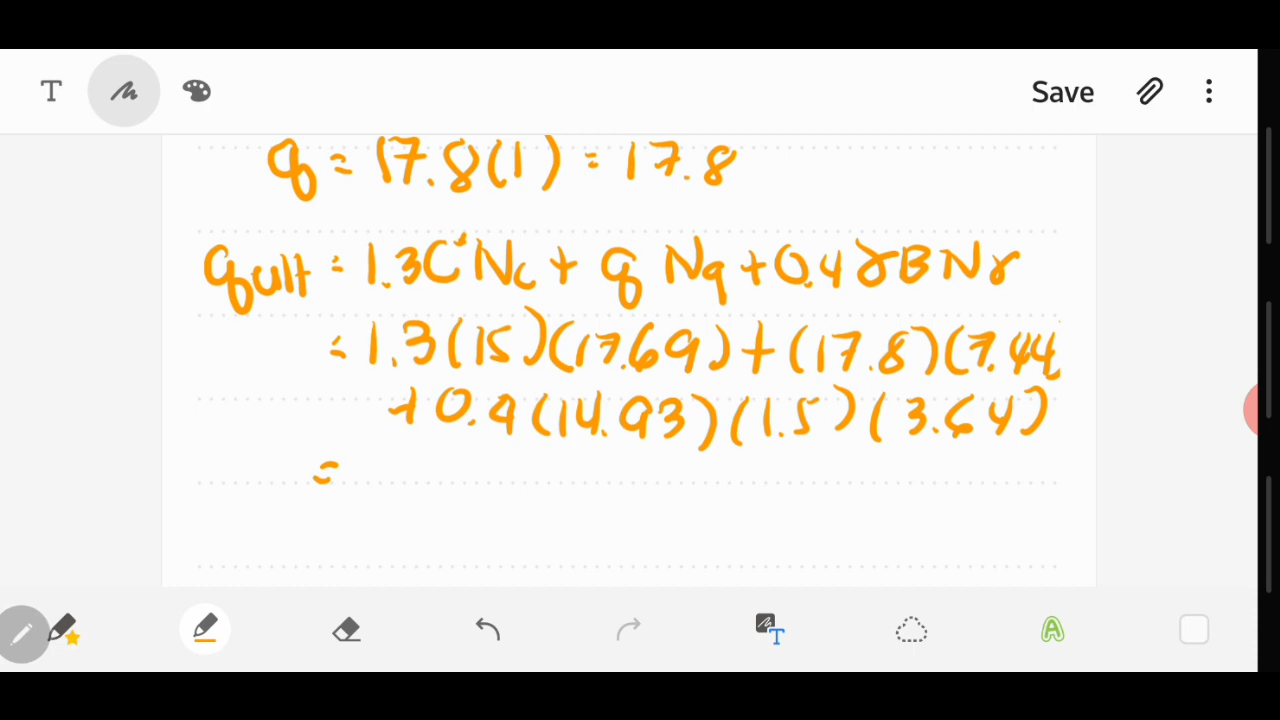 T Save
q = 17.8(1) = 17.8
qult = 1.3C'Nc + q Nq + 0.4γBNγ
= 1.3(15)(17.69) + (17.8)(7.44
+ 0.4(14.93)(1.5)(3.64)
=
T A